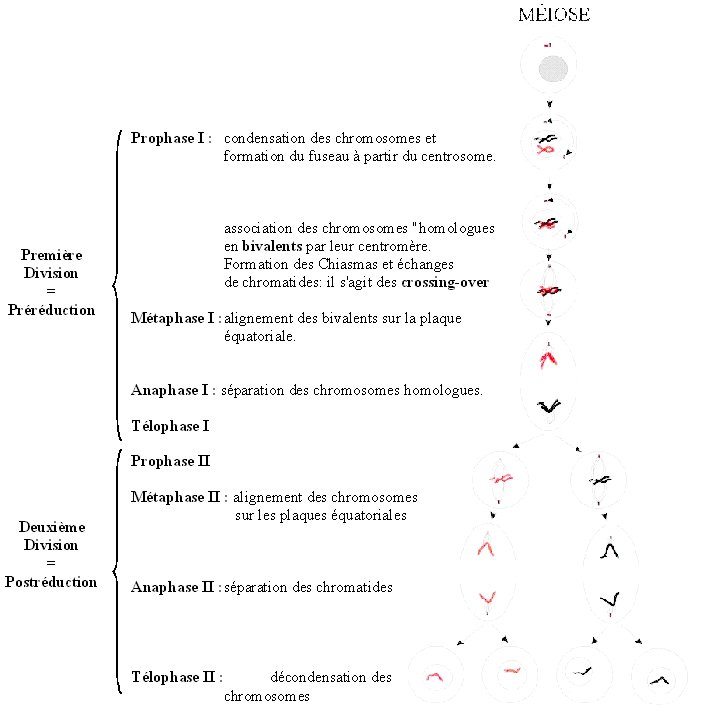 MÉIOSE
Prophase I : condensation des chromosomes et
formation du fuseau à partir du centrosome.
association des chromosomes "homologues
en bivalents par leur centromère.
Formation des Chiasmas et échanges
de chromatides: il s'agit des crossing-over
Première
Division
=
Préréduction
Métaphase I : alignement des bivalents sur la plaque
équatoriale.
Anaphase I : séparation des chromosomes homologues.
Télophase I
Prophase II
Métaphase II : alignement des chromosomes
sur les plaques équatoriales
Deuxième
Division
=
Postréduction
Anaphase II : séparation des chromatides
Télophase II : décondensation des
chromosomes